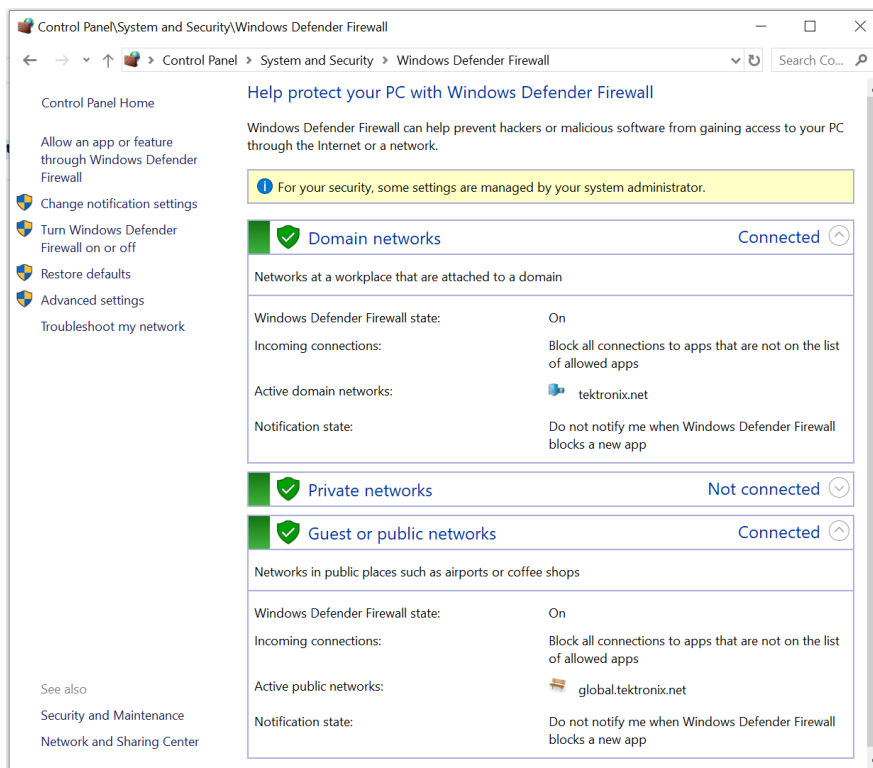 Control Panel\System and Security\Windows Defender Firewall
Control Panel > System and Security > Windows Defender Firewall
Search Co...
Control Panel Home
Allow an app or feature
through Windows Defender
Firewall
Change notification settings
Turn Windows Defender
Firewall on or off
Restore defaults
Advanced settings
Troubleshoot my network
Help protect your PC with Windows Defender Firewall
Windows Defender Firewall can help prevent hackers or malicious software from gaining access to your PC
through the Internet or a network.
For your security, some settings are managed by your system administrator.
Domain networks Connected
Networks at a workplace that are attached to a domain
Windows Defender Firewall state: On
Incoming connections: Block all connections to apps that are not on the list
of allowed apps
Active domain networks: tektronix.net
Notification state: Do not notify me when Windows Defender Firewall
blocks a new app
Private networks Not connected
Guest or public networks Connected
Networks in public places such as airports or coffee shops
Windows Defender Firewall state: On
Incoming connections: Block all connections to apps that are not on the list
of allowed apps
Active public networks: global.tektronix.net
Notification state: Do not notify me when Windows Defender Firewall
blocks a new app
See also
Security and Maintenance
Network and Sharing Center